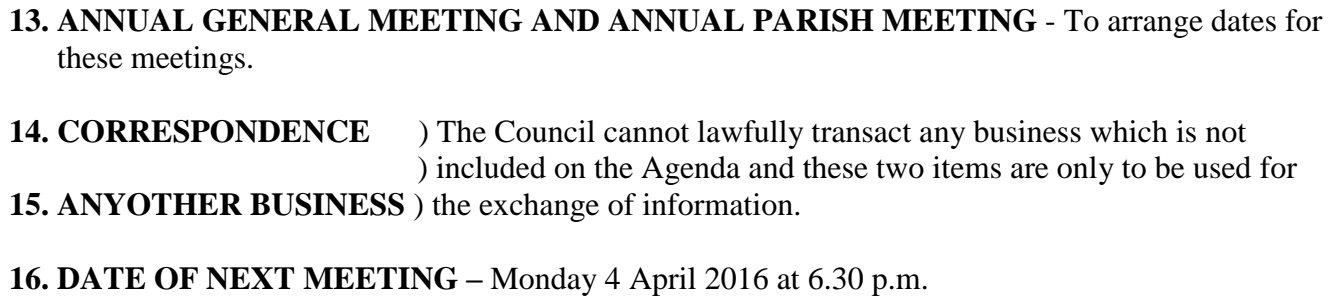 13. ANNUAL GENERAL MEETING AND ANNUAL PARISH MEETING - To arrange dates for
these meetings.
14. CORRESPONDENCE ) The Council cannot lawfully transact any business which is not
) included on the Agenda and these two items are only to be used for
15. ANYOTHER BUSINESS ) the exchange of information.
16. DATE OF NEXT MEETING – Monday 4 April 2016 at 6.30 p.m.